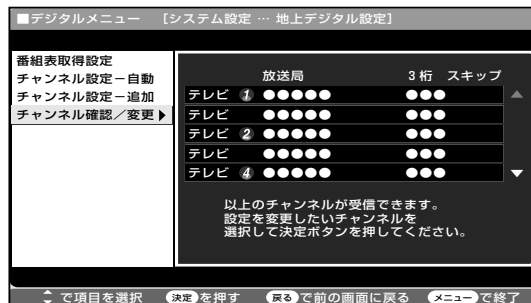 ■デジタルメニュー [システム設定 … 地上デジタル設定]
番組表取得設定
チャンネル設定－自動
チャンネル設定－追加
チャンネル確認／変更▶
放送局 3桁 スキップ
テレビ 1 ●●●●● ●●●
テレビ ●●●●● ●●●
テレビ 2 ●●●●● ●●●
テレビ ●●●●● ●●●
テレビ 4 ●●●●● ●●●
以上のチャンネルが受信できます。
設定を変更したいチャンネルを
選択して決定ボタンを押してください。
で項目を選択 決定を押す 戻るで前の画面に戻る メニューで終了